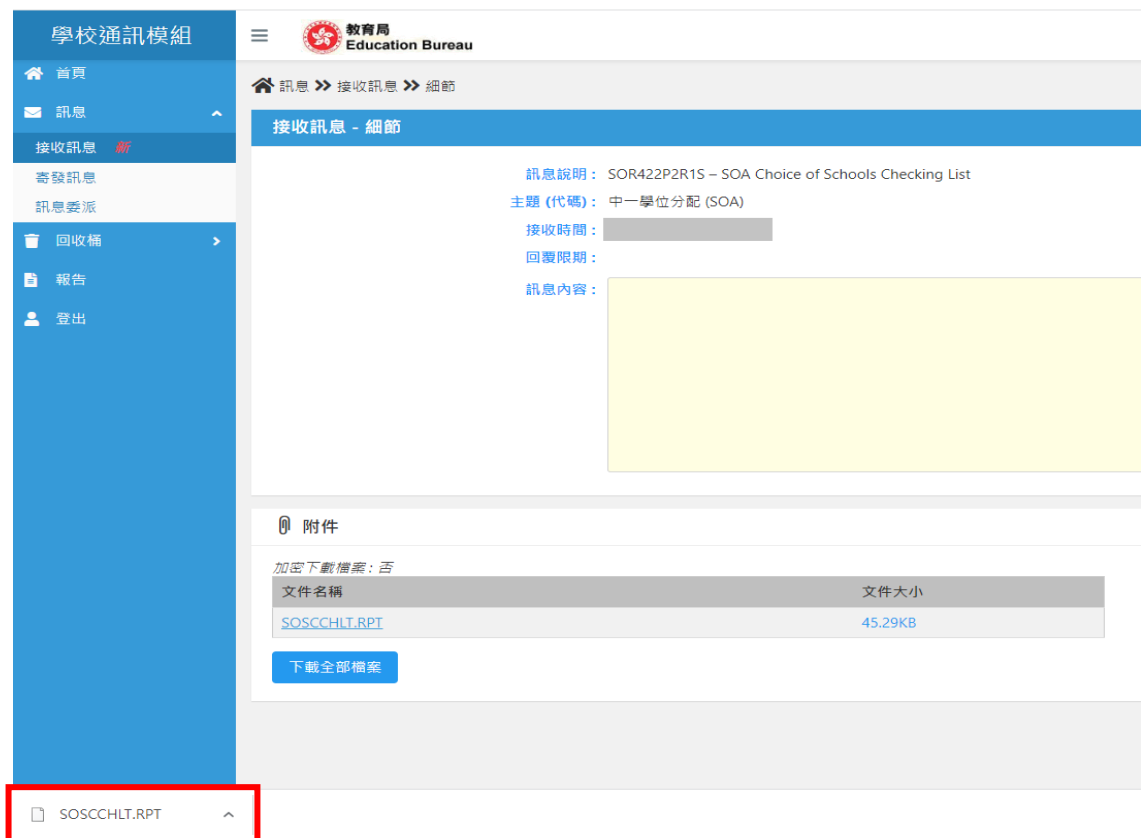 學校通訊模組
教育局
Education Bureau
首頁
訊息
接收訊息 新
寄發訊息
訊息委派
回收桶
報告
登出
訊息 接收訊息 細節
接收訊息 - 細節
訊息說明 : SOR422P2R1S – SOA Choice of Schools Checking List
主題 (代碼) : 中一學位分配 (SOA)
接收時間 :
回覆限期 :
訊息內容 :
附件
加密下載檔案 : 否
文件名稱 文件大小
SOSCCHLT.RPT 45.29KB
下載全部檔案
SOSCCHLT.RPT